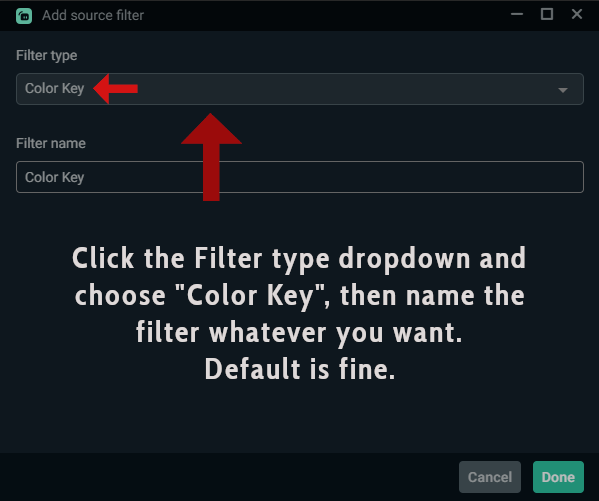 Add source filter
Filter type
Color Key
Filter name
Color Key
Click the Filter type dropdown and
choose "Color Key", then name the
filter whatever you want.
Default is fine.
Cancel Done